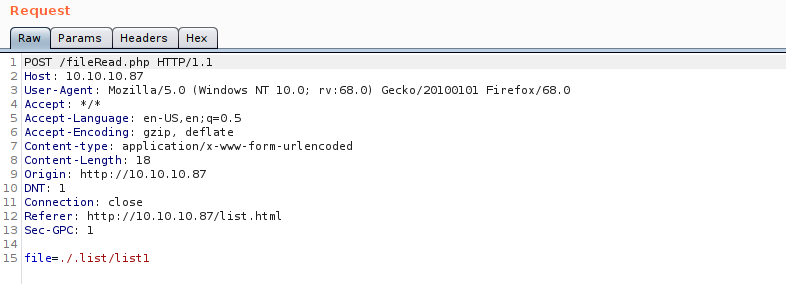 Request
Raw Params Headers Hex
1 POST /fileRead.php HTTP/1.1
2 Host: 10.10.10.87
3 User-Agent: Mozilla/5.0 (Windows NT 10.0; rv:68.0) Gecko/20100101 Firefox/68.0
4 Accept: */*
5 Accept-Language: en-US,en;q=0.5
6 Accept-Encoding: gzip, deflate
7 Content-type: application/x-www-form-urlencoded
8 Content-Length: 18
9 Origin: http://10.10.10.87
10 DNT: 1
11 Connection: close
12 Referer: http://10.10.10.87/list.html
13 Sec-GPC: 1
14
15 file=./.list/list1